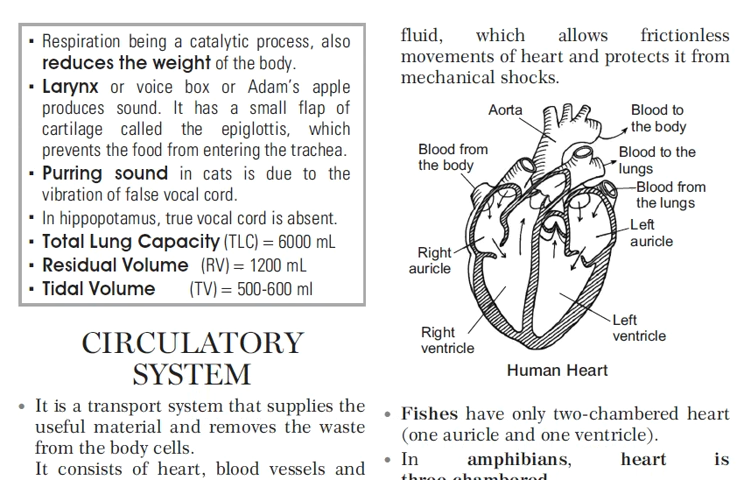 ▪ Respiration being a catalytic process, also
reduces the weight of the body.
▪ Larynx or voice box or Adam's apple
produces sound. It has a small flap of
cartilage called the epiglottis, which
prevents the food from entering the trachea.
▪ Purring sound in cats is due to the
vibration of false vocal cord.
▪ In hippopotamus, true vocal cord is absent.
▪ Total Lung Capacity (TLC) = 6000 mL
▪ Residual Volume (RV) = 1200 mL
▪ Tidal Volume (TV) = 500-600 ml
CIRCULATORY
SYSTEM
• It is a transport system that supplies the
useful material and removes the waste
from the body cells.
It consists of heart, blood vessels and
fluid, which allows frictionless
movements of heart and protects it from
mechanical shocks.
Aorta
Blood to
the body
Blood from
the body
Blood to the
lungs
Blood from
the lungs
Left
auricle
Right
auricle
Left
ventricle
Right
ventricle
Human Heart
• Fishes have only two-chambered heart
(one auricle and one ventricle).
• In amphibians, heart is
three-chambered